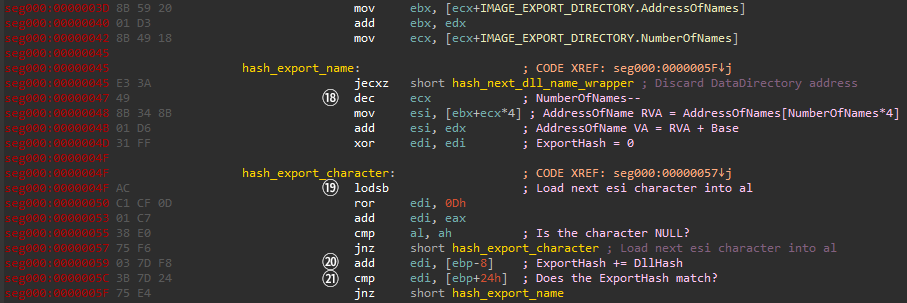 seg000:0000003D 8B 59 20 mov ebx, [ecx+IMAGE_EXPORT_DIRECTORY.AddressOfNames]
seg000:00000040 01 D3 add ebx, edx
seg000:00000042 8B 49 18 mov ecx, [ecx+IMAGE_EXPORT_DIRECTORY.NumberOfNames]
seg000:00000045
seg000:00000045 hash_export_name: ; CODE XREF: seg000:0000005F↓j
seg000:00000045 E3 3A jecxz short hash_next_dll_name_wrapper ; Discard DataDirectory address
seg000:00000047 49 ⑱ dec ecx ; NumberOfNames--
seg000:00000048 8B 34 8B mov esi, [ebx+ecx*4] ; AddressOfName RVA = AddressOfNames[NumberOfNames*4]
seg000:0000004B 01 D6 add esi, edx ; AddressOfName VA = RVA + Base
seg000:0000004D 31 FF xor edi, edi ; ExportHash = 0
seg000:0000004F
seg000:0000004F hash_export_character: ; CODE XREF: seg000:00000057↓j
seg000:0000004F AC ⑲ lodsb ; Load next esi character into al
seg000:00000050 C1 CF 0D ror edi, 0Dh
seg000:00000053 01 C7 add edi, eax
seg000:00000055 38 E0 cmp al, ah ; Is the character NULL?
seg000:00000057 75 F6 jnz short hash_export_character ; Load next esi character into al
seg000:00000059 03 7D F8 ⑳ add edi, [ebp-8] ; ExportHash += DllHash
seg000:0000005C 3B 7D 24 ㉑ cmp edi, [ebp+24h] ; Does the ExportHash match?
seg000:0000005F 75 E4 jnz short hash_export_name